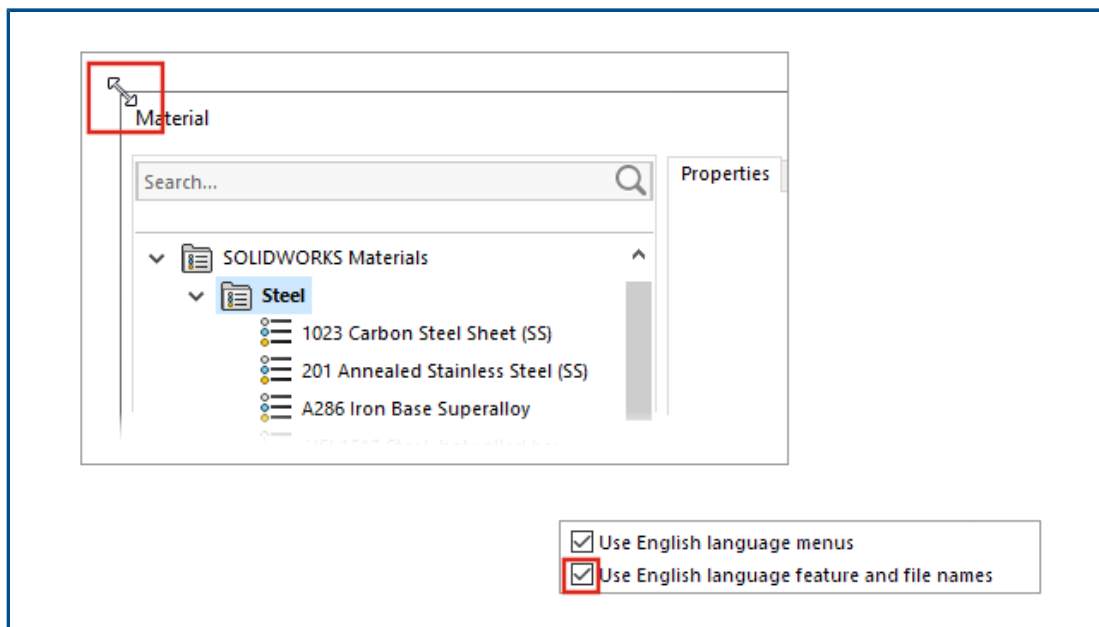 Material
Search...
Properties
SOLIDWORKS Materials
Steel
1023 Carbon Steel Sheet (SS)
201 Annealed Stainless Steel (SS)
A286 Iron Base Superalloy
Use English language menus
Use English language feature and file names